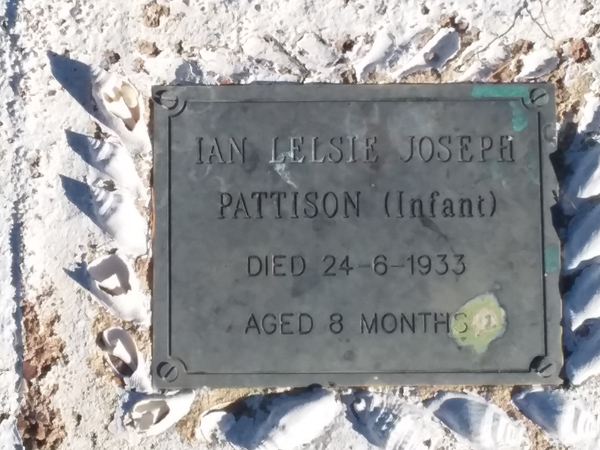 IAN LELSIE JOSEPH
PATTISON (Infant)
DIED 24-6-1933
AGED 8 MONTHS